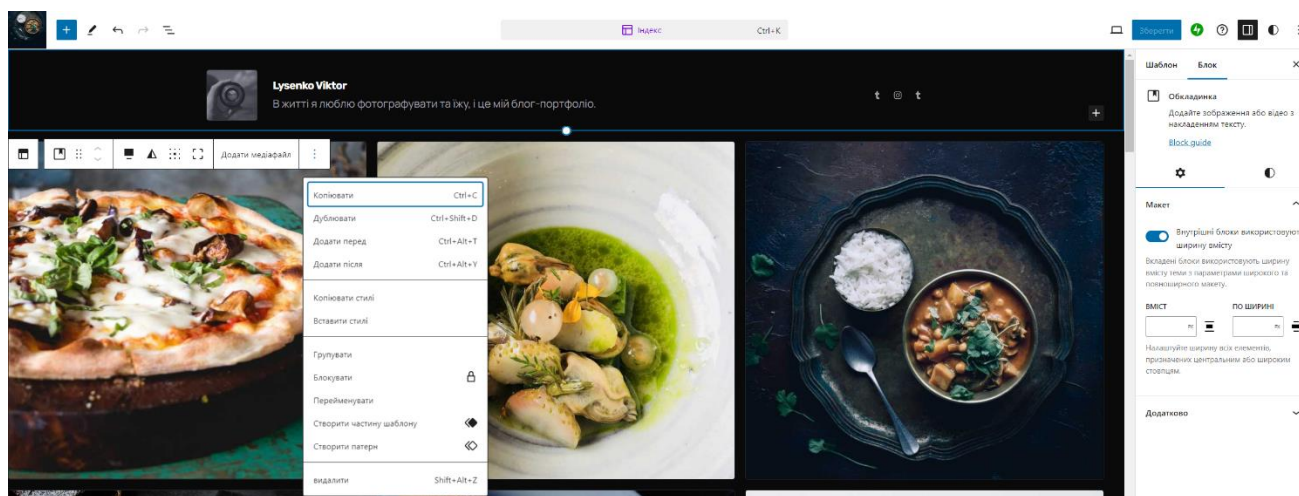 Індекс
Ctrl+K
Зберегти
Lysenko Viktor
В житті я люблю фотографувати та їжу, і це мій блог-портфоліо.
Додати медіафайл
Копіювати Ctrl+C
Дублювати Ctrl+Shift+D
Додати перед Ctrl+Alt+T
Додати після Ctrl+Alt+Y
Копіювати стилі
Вставити стилі
Групувати
Блокувати
Перейменувати
Створити частину шаблону
Створити патерн
видалити Shift+Alt+Z
Шаблон Блок
Обкладинка
Додайте зображення або відео з
накладенням тексту.
Block guide
Макет
Внутрішні блоки використовують
ширину вмісту
Вкладені блоки використовують ширину
вмісту теми з параметрами широкого та
повноширного макету.
ВМІСТ ПО ШИРИНІ
Налаштуйте ширину всіх елементів,
призначених центральним або широким
стовпцям.
Додатково